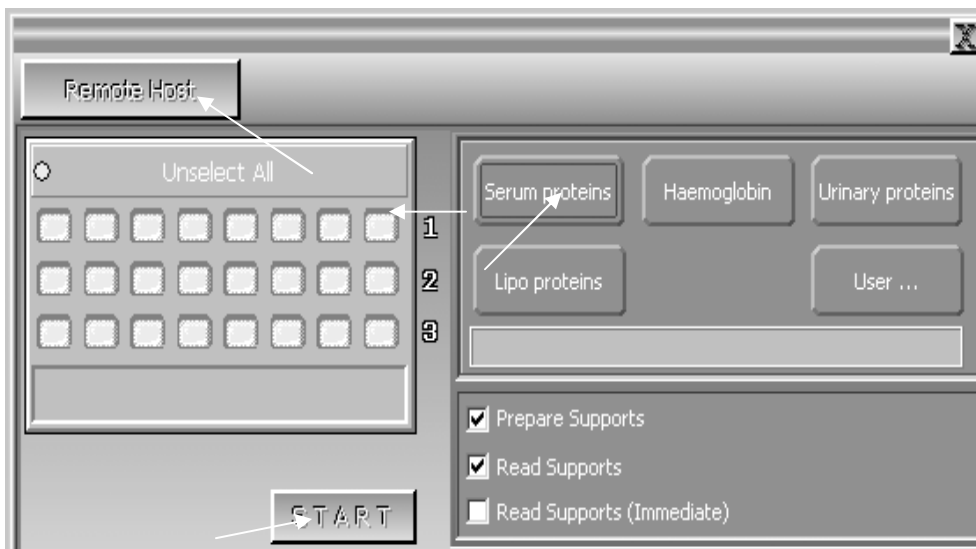 X
Remote Host
Unselect All
1
2
3
START
Serum proteins
Haemoglobin
Urinary proteins
Lipo proteins
User ...
Prepare Supports
Read Supports
Read Supports (Immediate)